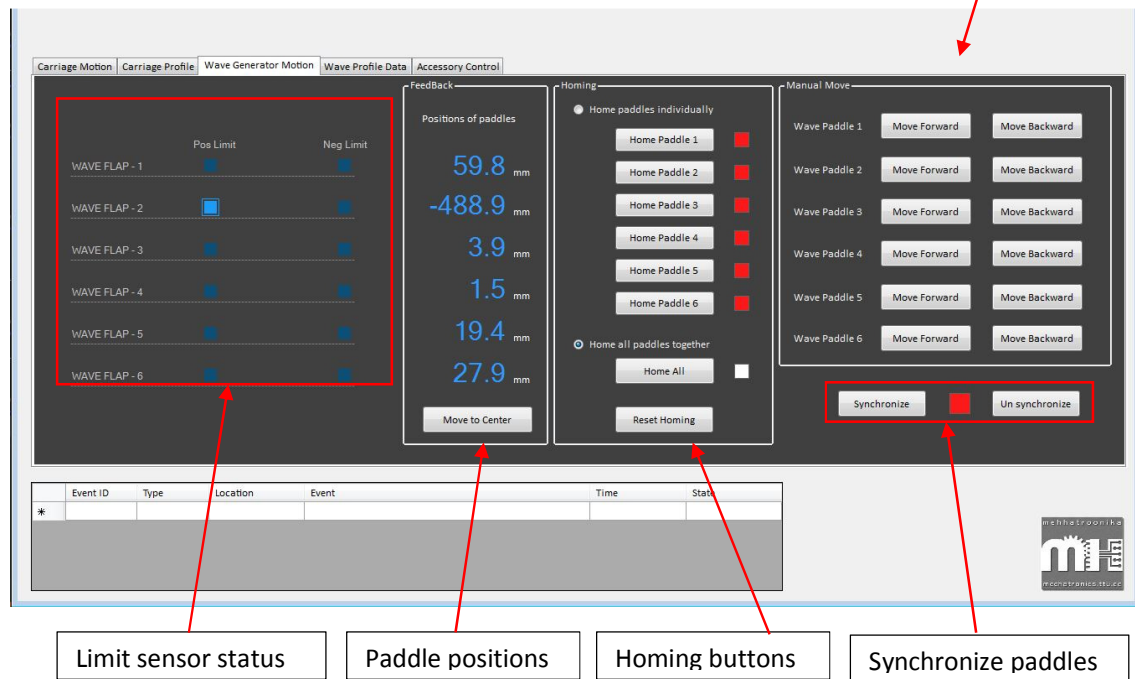 Carriage Motion Carriage Profile Wave Generator Motion Wave Profile Data Accessory Control
Pos Limit Neg Limit
WAVE FLAP - 1
WAVE FLAP - 2
WAVE FLAP - 3
WAVE FLAP - 4
WAVE FLAP - 5
WAVE FLAP - 6
FeedBack
Positions of paddles
59.8 mm
-488.9 mm
3.9 mm
1.5 mm
19.4 mm
27.9 mm
Move to Center
Homing
Home paddles individually
Home Paddle 1
Home Paddle 2
Home Paddle 3
Home Paddle 4
Home Paddle 5
Home Paddle 6
Home all paddles together
Home All
Reset Homing
Manual Move
Wave Paddle 1 Move Forward Move Backward
Wave Paddle 2 Move Forward Move Backward
Wave Paddle 3 Move Forward Move Backward
Wave Paddle 4 Move Forward Move Backward
Wave Paddle 5 Move Forward Move Backward
Wave Paddle 6 Move Forward Move Backward
Synchronize Un synchronize
Event ID Type Location Event Time State
*
mehhatroonika
mH
mechatronics.ttu.ee
Limit sensor status
Paddle positions
Homing buttons
Synchronize paddles